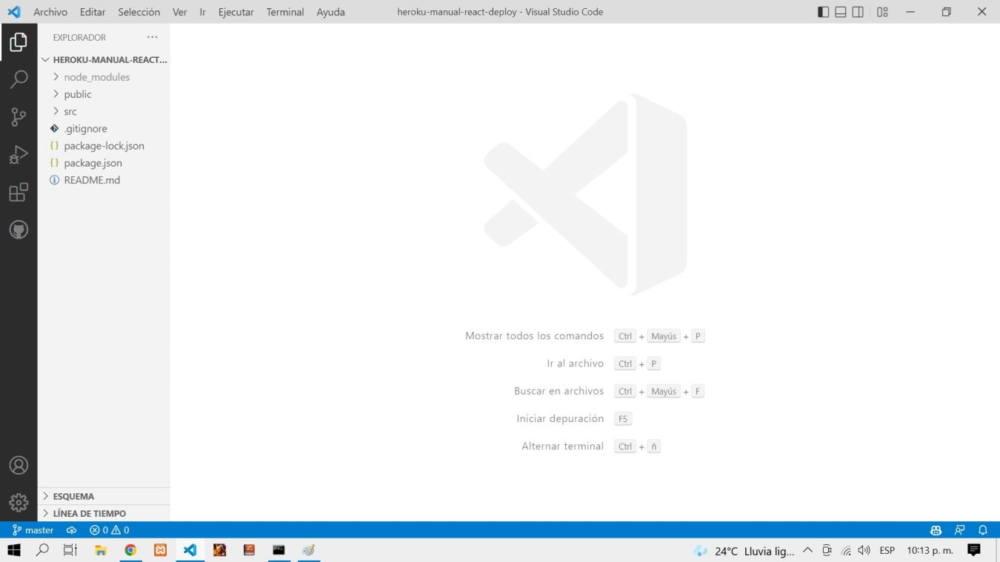 Archivo Editar Selección Ver Ir Ejecutar Terminal Ayuda heroku-manual-react-deploy - Visual Studio Code
EXPLORADOR
HEROKU-MANUAL-REACT...
node_modules
public
src
.gitignore
package-lock.json
package.json
README.md
Mostrar todos los comandos Ctrl + Mayús + P
Ir al archivo Ctrl + P
Buscar en archivos Ctrl + Mayús + F
Iniciar depuración F5
Alternar terminal Ctrl + ñ
ESQUEMA
LÍNEA DE TIEMPO
master 0 0
24°C Lluvia lig... ESP 10:13 p. m.